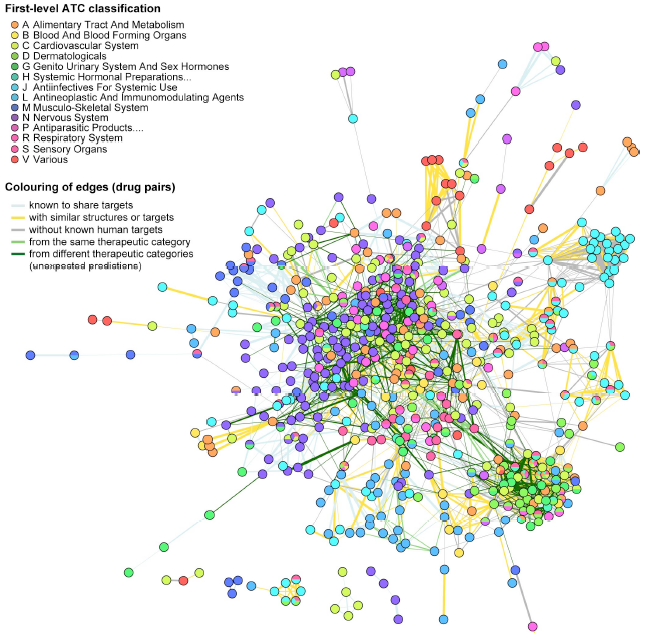 First-level ATC classification
A Alimentary Tract And Metabolism
B Blood And Blood Forming Organs
C Cardiovascular System
D Dermatologicals
G Genito Urinary System And Sex Hormones
H Systemic Hormonal Preparations...
J Antiinfectives For Systemic Use
L Antineoplastic And Immunomodulating Agents
M Musculo-Skeletal System
N Nervous System
P Antiparasitic Products....
R Respiratory System
S Sensory Organs
V Various
Colouring of edges (drug pairs)
known to share targets
with similar structures or targets
without known human targets
from the same therapeutic category
from different therapeutic categories
(unexpected predictions)